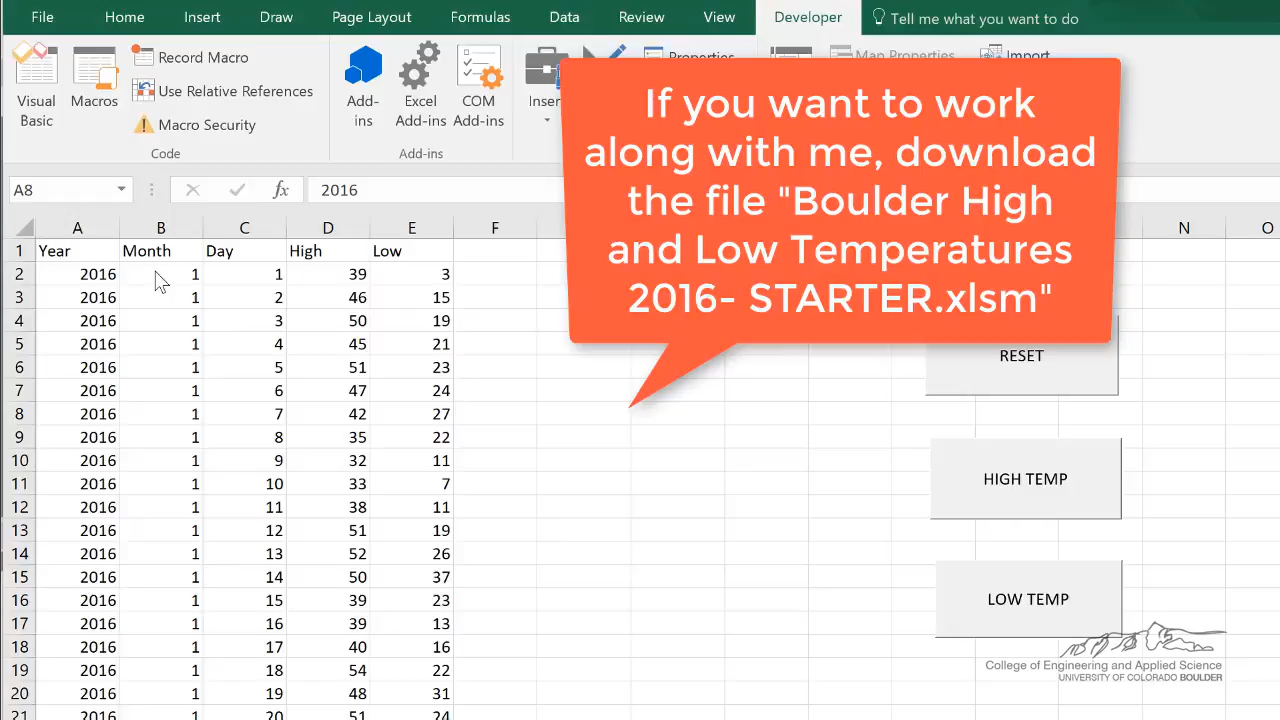 File Home Insert Draw Page Layout Formulas Data Review View Developer Tell me what you want to do
Visual Basic
Macros
Record Macro
Use Relative References
Macro Security
Code
Add-ins
Excel Add-ins
COM Add-ins
Add-ins
Properties
Map Properties
Import
If you want to work
along with me, download
the file "Boulder High
and Low Temperatures
2016- STARTER.xlsm"
A8 fx 2016
A B C D E F N O
1 Year Month Day High Low
2 2016 1 1 39 3
3 2016 1 2 46 15
4 2016 1 3 50 19
5 2016 1 4 45 21
6 2016 1 5 51 23
7 2016 1 6 47 24
8 2016 1 7 42 27
9 2016 1 8 35 22
10 2016 1 9 32 11
11 2016 1 10 33 7
12 2016 1 11 38 11
13 2016 1 12 51 19
14 2016 1 13 52 26
15 2016 1 14 50 37
16 2016 1 15 39 23
17 2016 1 16 39 13
18 2016 1 17 40 16
19 2016 1 18 54 22
20 2016 1 19 48 31
21 2016 1 20 51 24
RESET
HIGH TEMP
LOW TEMP
College of Engineering and Applied Science
UNIVERSITY OF COLORADO BOULDER